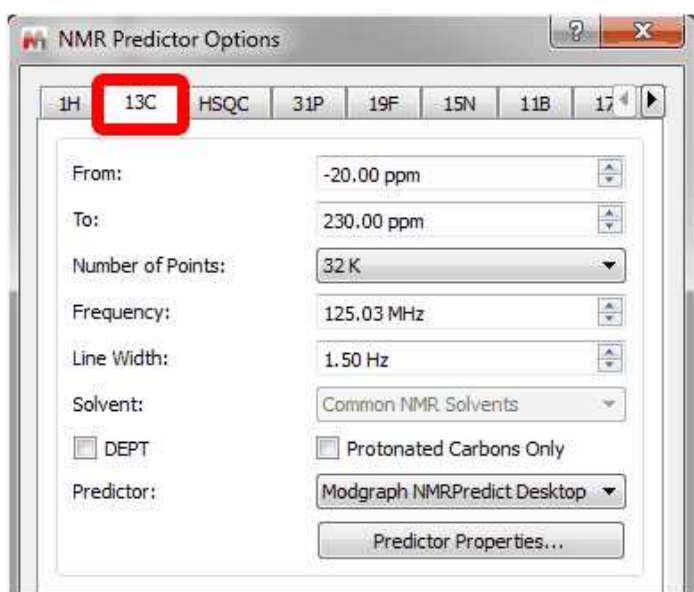 NMR Predictor Options
1H 13C HSQC 31P 19F 15N 11B 17
From: -20.00 ppm
To: 230.00 ppm
Number of Points: 32 K
Frequency: 125.03 MHz
Line Width: 1.50 Hz
Solvent: Common NMR Solvents
DEPT Protonated Carbons Only
Predictor: Modgraph NMRPredict Desktop
Predictor Properties...